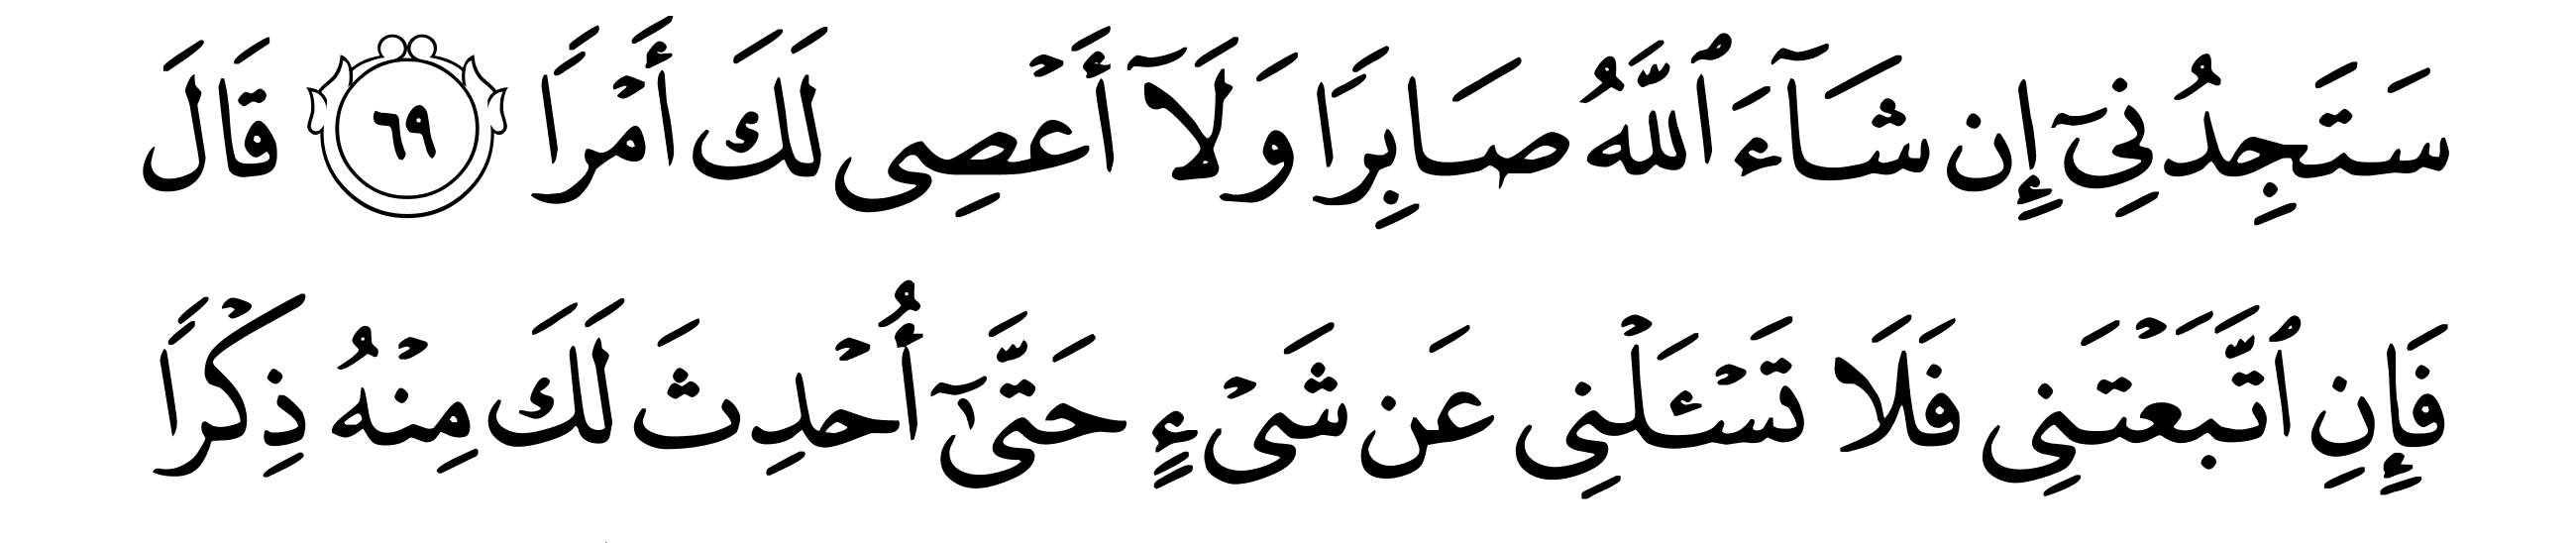 سَتَجِدُنِيٓ إِن شَآءَ ٱللَّهُ صَابِرًا وَلَآ أَعْصِى لَكَ أَمْرًا ٦٩ قَالَ
فَإِنِ ٱتَّبَعْتَنِى فَلَا تَسْـَٔلْنِى عَن شَىْءٍ حَتَّىٰٓ أُحْدِثَ لَكَ مِنْهُ ذِكْرًا